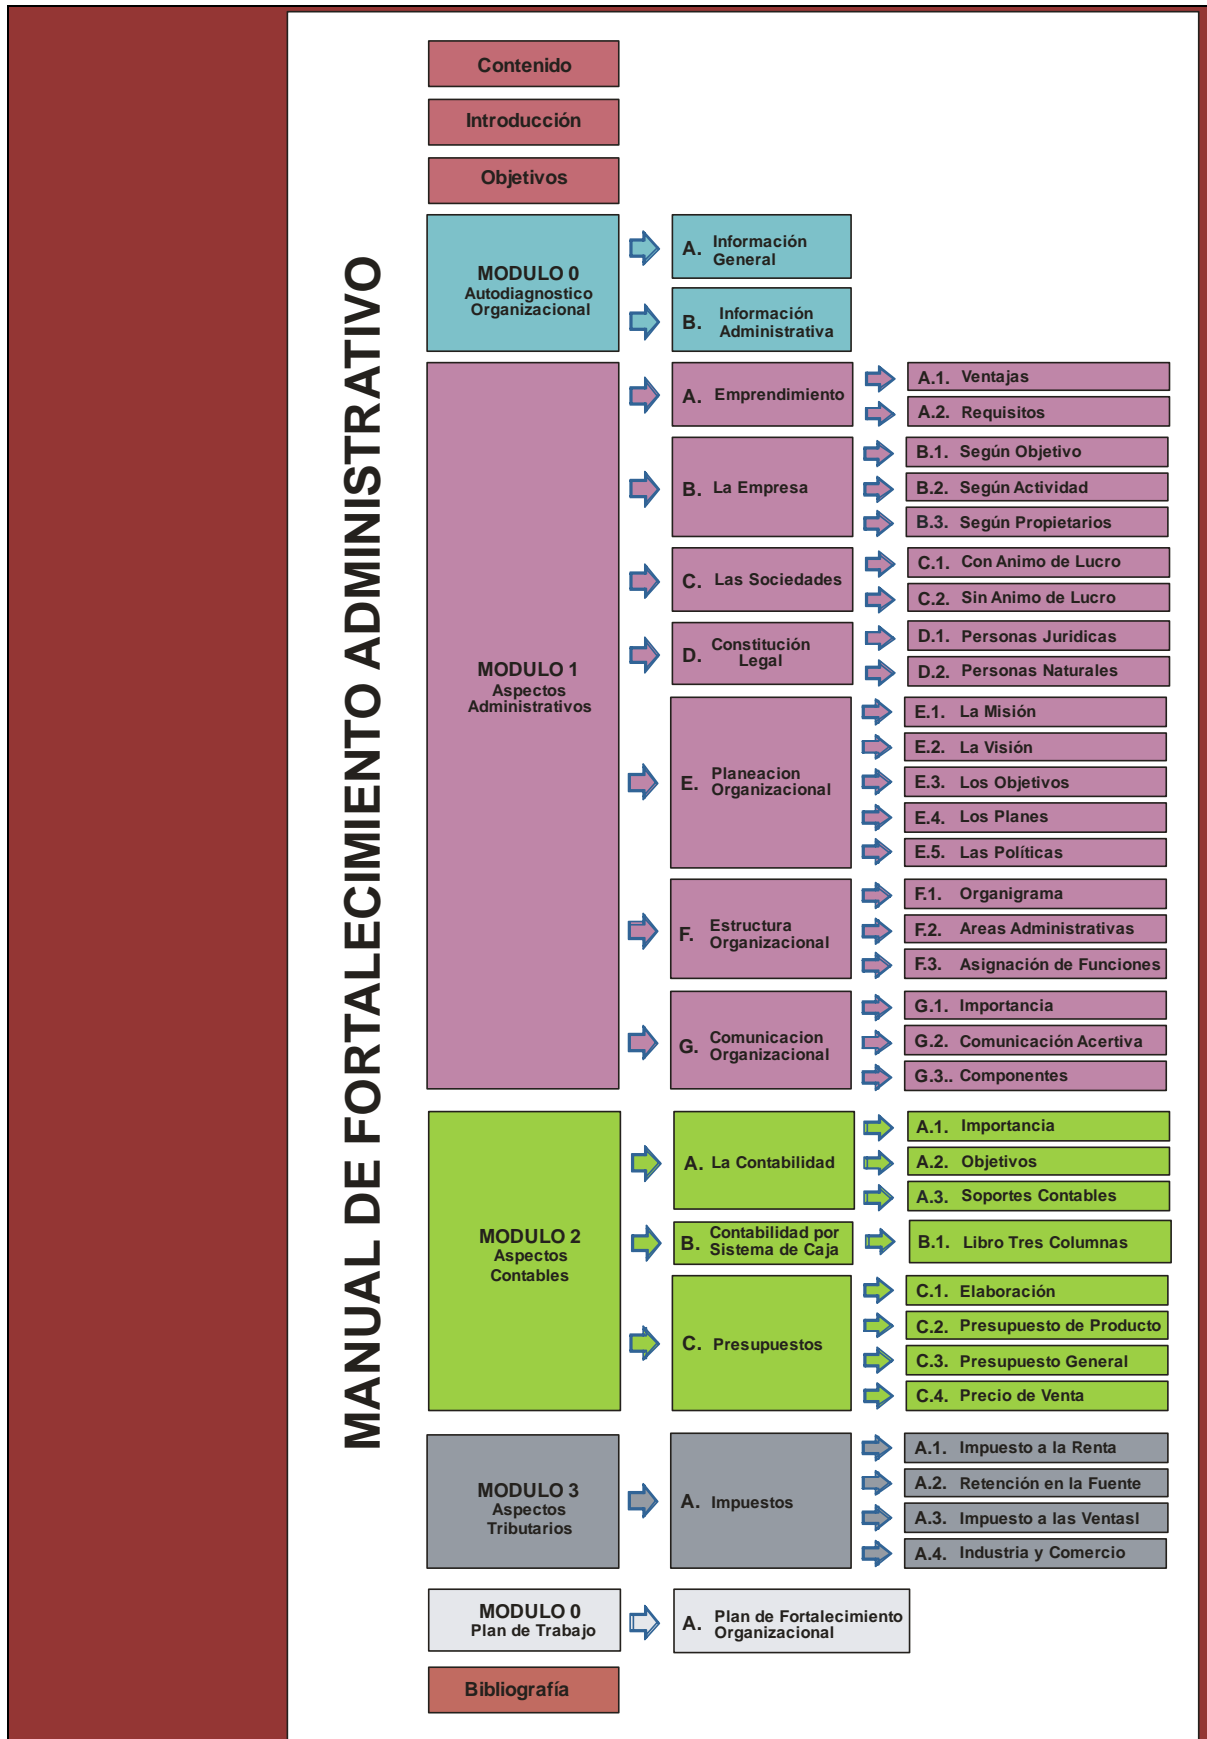 MANUAL DE FORTALECIMIENTO ADMINISTRATIVO
Contenido
Introducción
Objetivos
MODULO 0
Autodiagnostico
Organizacional
A. Información
General
B. Información
Administrativa
MODULO 1
Aspectos
Administrativos
A. Emprendimiento
A.1. Ventajas
A.2. Requisitos
B. La Empresa
B.1. Según Objetivo
B.2. Según Actividad
B.3. Según Propietarios
C. Las Sociedades
C.1. Con Animo de Lucro
C.2. Sin Animo de Lucro
D. Constitución
Legal
D.1. Personas Juridicas
D.2. Personas Naturales
E. Planeacion
Organizacional
E.1. La Misión
E.2. La Visión
E.3. Los Objetivos
E.4. Los Planes
E.5. Las Políticas
F. Estructura
Organizacional
F.1. Organigrama
F.2. Areas Administrativas
F.3. Asignación de Funciones
G. Comunicacion
Organizacional
G.1. Importancia
G.2. Comunicación Acertiva
G.3.. Componentes
MODULO 2
Aspectos
Contables
A. La Contabilidad
A.1. Importancia
A.2. Objetivos
A.3. Soportes Contables
B. Contabilidad por
Sistema de Caja
B.1. Libro Tres Columnas
C. Presupuestos
C.1. Elaboración
C.2. Presupuesto de Producto
C.3. Presupuesto General
C.4. Precio de Venta
MODULO 3
Aspectos
Tributarios
A. Impuestos
A.1. Impuesto a la Renta
A.2. Retención en la Fuente
A.3. Impuesto a las Ventasl
A.4. Industria y Comercio
MODULO 0
Plan de Trabajo
A. Plan de Fortalecimiento
Organizacional
Bibliografía